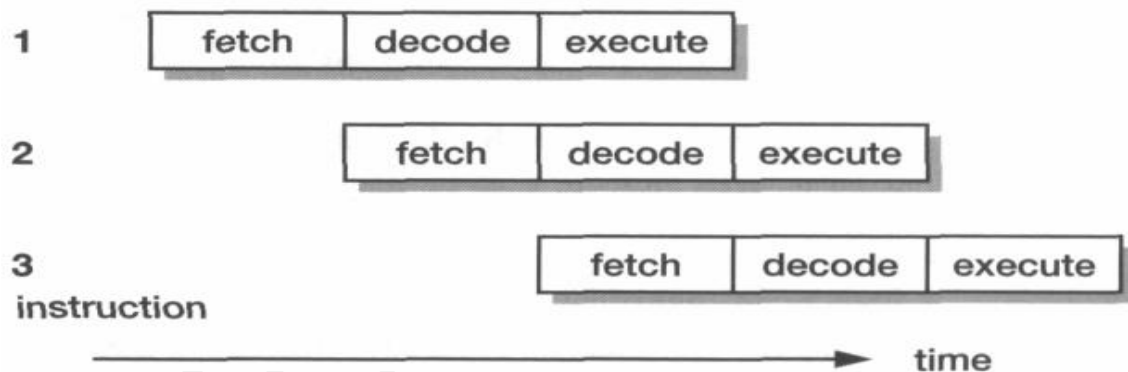 1 fetch decode execute
2 fetch decode execute
3 fetch decode execute
instruction
time